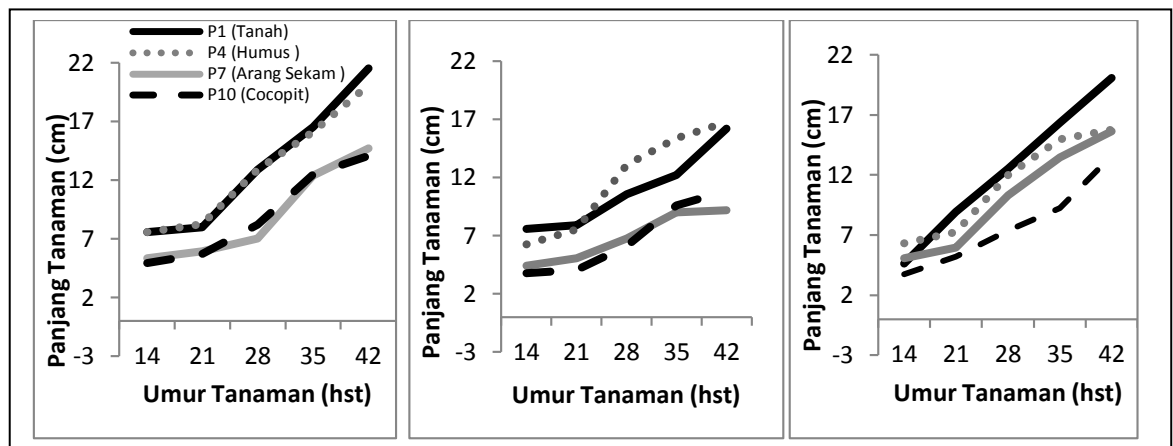 P1 (Tanah)
P4 (Humus )
P7 (Arang Sekam )
P10 (Cocopit)
Panjang Tanaman (cm)
22
17
12
7
2
-3
14 21 28 35 42
Umur Tanaman (hst)
Panjang Tanaman (cm)
22
17
12
7
2
-3
14 21 28 35 42
Umur Tanaman (hst)
Panjang Tanaman (cm)
22
17
12
7
2
-3
14 21 28 35 42
Umur Tanaman (hst)